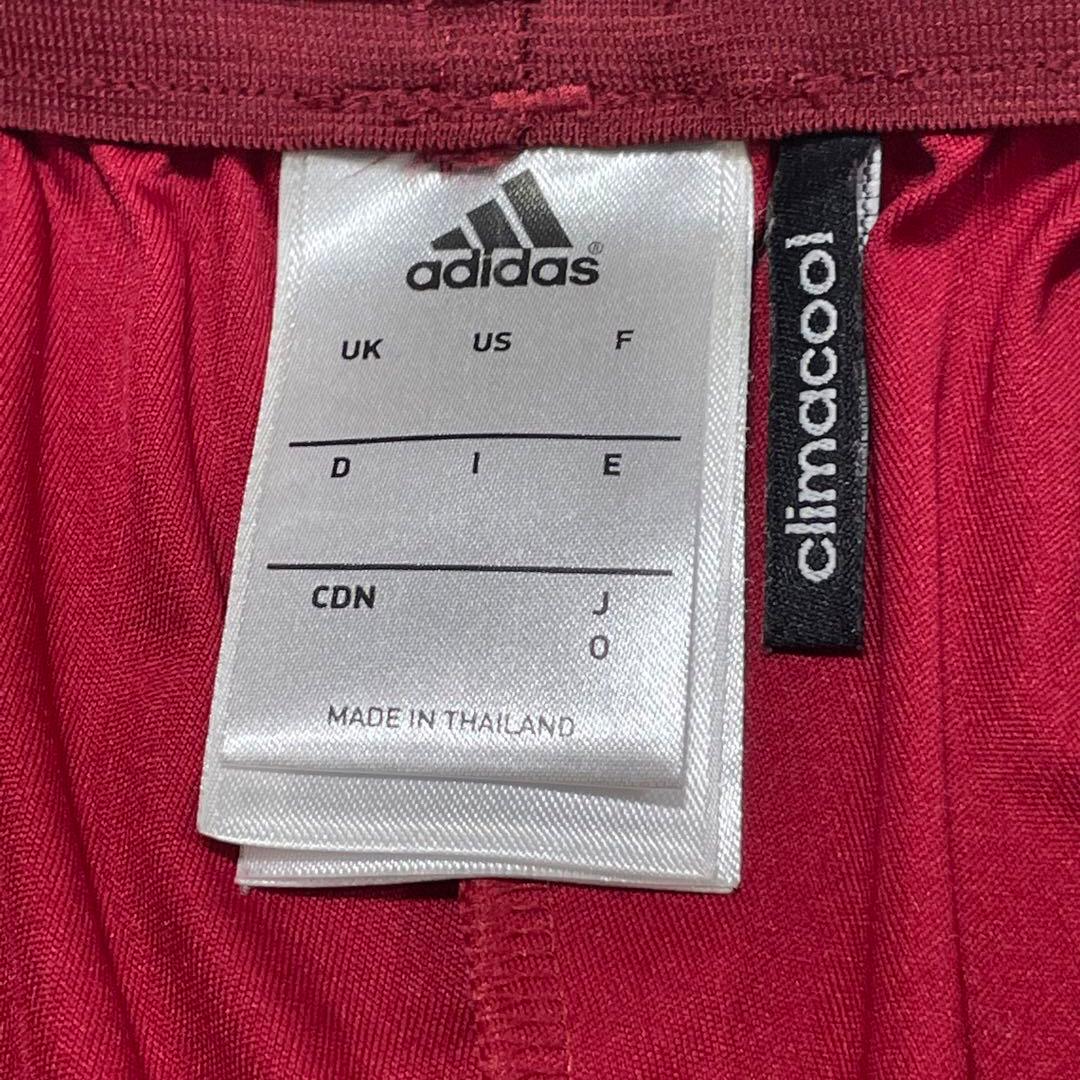 adidas®
UK US F
D I E
CDN J
O
MADE IN THAILAND
climacool